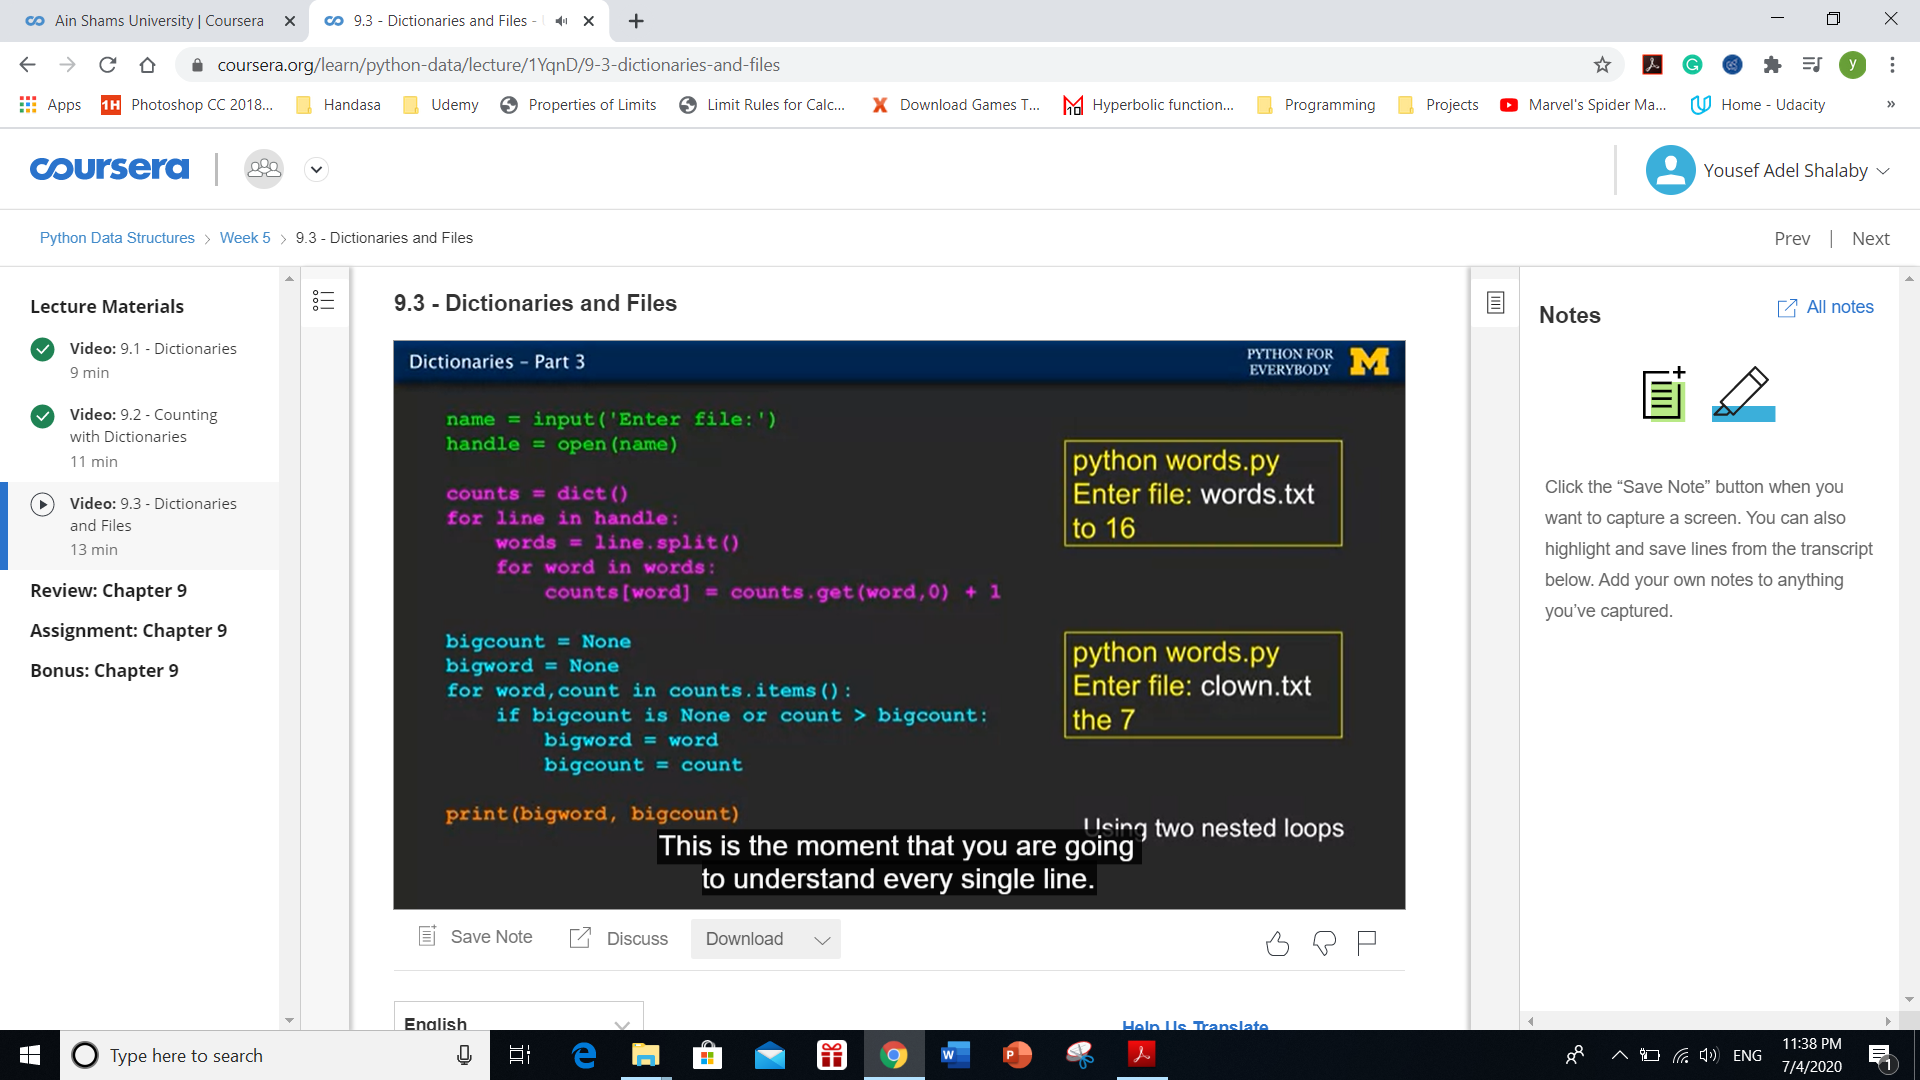 Ain Shams University | Coursera
9.3 - Dictionaries and Files -
coursera.org/learn/python-data/lecture/1YqnD/9-3-dictionaries-and-files
y
Apps
1H Photoshop CC 2018...
Handasa
Udemy
Properties of Limits
Limit Rules for Calc...
Download Games T...
Hyperbolic function...
Programming
Projects
Marvel's Spider Ma...
Home - Udacity
»
coursera
Yousef Adel Shalaby
Python Data Structures > Week 5 > 9.3 - Dictionaries and Files
Prev | Next
Lecture Materials
Video: 9.1 - Dictionaries
9 min
Video: 9.2 - Counting
with Dictionaries
11 min
Video: 9.3 - Dictionaries
and Files
13 min
Review: Chapter 9
Assignment: Chapter 9
Bonus: Chapter 9
9.3 - Dictionaries and Files
Dictionaries – Part 3
PYTHON FOR
EVERYBODY
M
name = input('Enter file:')
handle = open(name)
counts = dict()
for line in handle:
    words = line.split()
    for word in words:
        counts[word] = counts.get(word,0) + 1
bigcount = None
bigword = None
for word,count in counts.items():
    if bigcount is None or count > bigcount:
        bigword = word
        bigcount = count
print(bigword, bigcount)
python words.py
Enter file: words.txt
to 16
python words.py
Enter file: clown.txt
the 7
Using two nested loops
This is the moment that you are going
to understand every single line.
Save Note
Discuss
Download
English
Help Us Translate
Notes
All notes
Click the “Save Note” button when you
want to capture a screen. You can also
highlight and save lines from the transcript
below. Add your own notes to anything
you’ve captured.
Type here to search
ENG
11:38 PM
7/4/2020
1